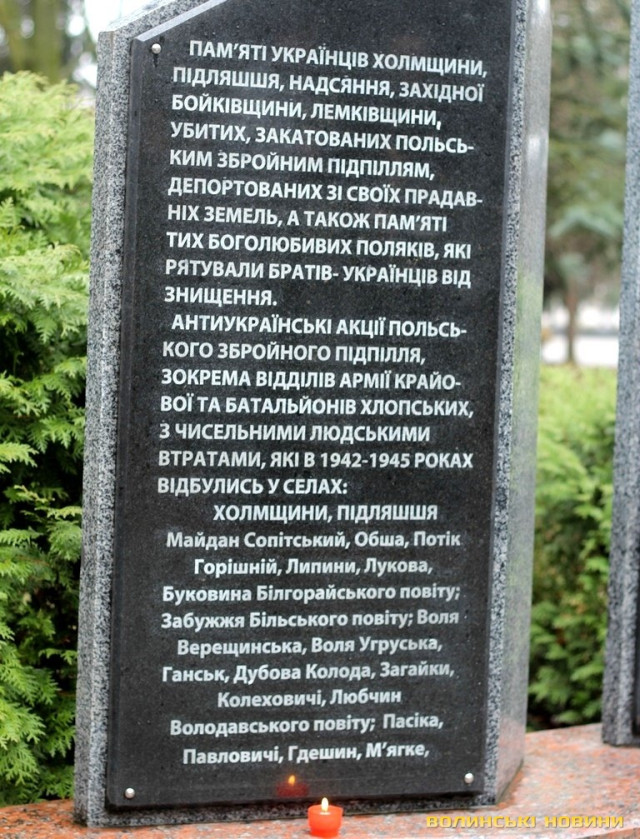 ПАМ’ЯТІ УКРАЇНЦІВ ХОЛМЩИНИ,
ПІДЛЯШШЯ, НАДСЯННЯ, ЗАХІДНОЇ
БОЙКІВЩИНИ, ЛЕМКІВЩИНИ,
УБИТИХ, ЗАКАТОВАНИХ ПОЛЬСЬ-
КИМ ЗБРОЙНИМ ПІДПІЛЛЯМ,
ДЕПОРТОВАНИХ ЗІ СВОЇХ ПРАДАВ-
НІХ ЗЕМЕЛЬ, А ТАКОЖ ПАМ’ЯТІ
ТИХ БОГОЛЮБИВИХ ПОЛЯКІВ, ЯКІ
РЯТУВАЛИ БРАТІВ- УКРАЇНЦІВ ВІД
ЗНИЩЕННЯ.
АНТИУКРАЇНСЬКІ АКЦІЇ ПОЛЬСЬ-
КОГО ЗБРОЙНОГО ПІДПІЛЛЯ,
ЗОКРЕМА ВІДДІЛІВ АРМІЇ КРАЙО-
ВОЇ ТА БАТАЛЬЙОНІВ ХЛОПСЬКИХ,
З ЧИСЕЛЬНИМИ ЛЮДСЬКИМИ
ВТРАТАМИ, ЯКІ В 1942-1945 РОКАХ
ВІДБУЛИСЬ У СЕЛАХ:
ХОЛМЩИНИ, ПІДЛЯШШЯ
Майдан Сопітський, Обша, Потік
Горішній, Липини, Лукова,
Буковина Білгорайського повіту;
Забужжя Більського повіту; Воля
Верещинська, Воля Угруська,
Ганськ, Дубова Колода, Загайки,
Колеховичі, Любчин
Володавського повіту; Пасіка,
Павловичі, Гдешин, М’ягке,
ВОЛИНСЬКІ НОВИНИ